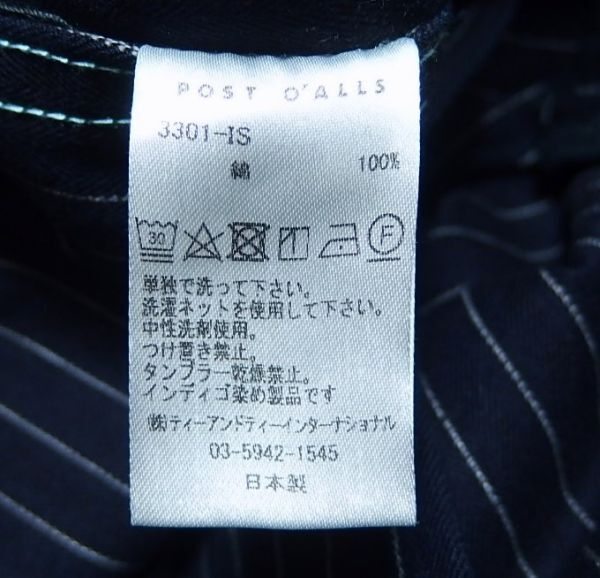 POST O'ALLS
3301-IS
綿 100%
30 F
単独で洗って下さい。
洗濯ネットを使用して下さい。
中性洗剤使用。
つけ置き禁止。
タンブラー乾燥禁止。
インディゴ染め製品です
㈱ティーアンドティーインターナショナル
03-5942-1545
日本製